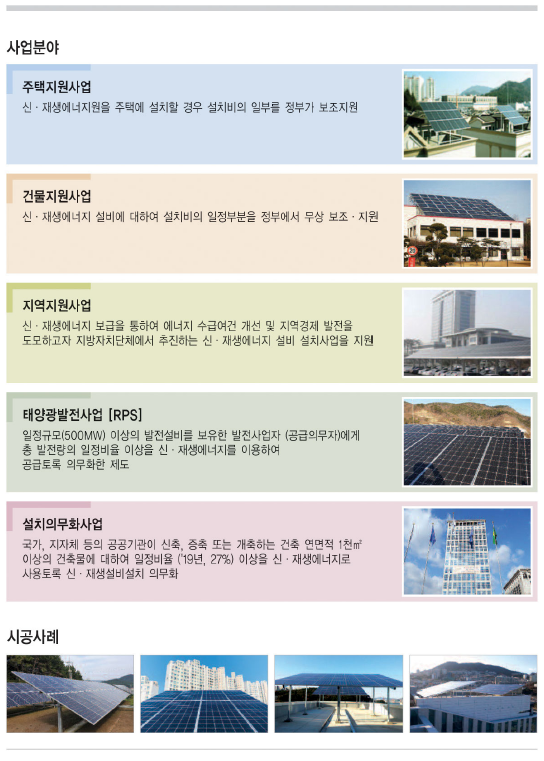 사업분야
주택지원사업
신 · 재생에너지원을 주택에 설치할 경우 설치비의 일부를 정부가 보조지원
건물지원사업
신 · 재생에너지 설비에 대하여 설치비의 일정부분을 정부에서 무상 보조 · 지원
지역지원사업
신 · 재생에너지 보급을 통하여 에너지 수급여건 개선 및 지역경제 발전을
도모하고자 지방자치단체에서 추진하는 신 · 재생에너지 설비 설치사업을 지원
태양광발전사업 [RPS]
일정규모(500MW) 이상의 발전설비를 보유한 발전사업자 (공급의무자)에게
총 발전량의 일정비율 이상을 신 · 재생에너지를 이용하여
공급토록 의무화한 제도
설치의무화사업
국가, 지자체 등의 공공기관이 신축, 증축 또는 개축하는 건축 연면적 1천㎡
이상의 건축물에 대하여 일정비율 ('19년, 27%) 이상을 신 · 재생에너지로
사용토록 신 · 재생설비설치 의무화
시공사례